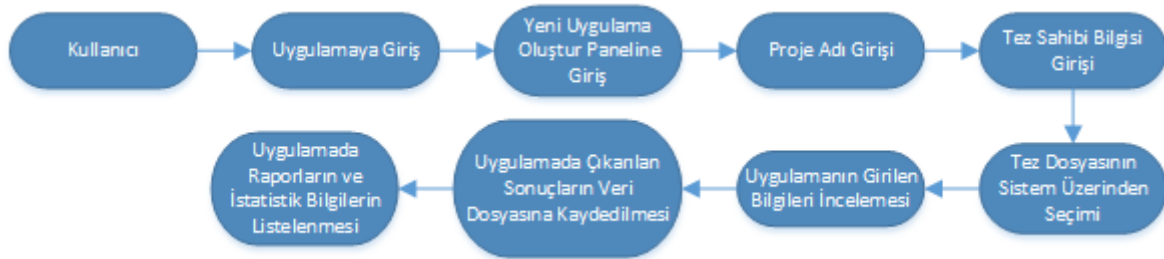 Kullanıcı
Uygulamaya Giriş
Yeni Uygulama
Oluştur Paneline
Giriş
Proje Adı Girişi
Tez Sahibi Bilgisi
Girişi
Tez Dosyasının
Sistem Üzerinden
Seçimi
Uygulamanın Girilen
Bilgileri İncelemesi
Uygulamada Çıkarılan
Sonuçların Veri
Dosyasına Kaydedilmesi
Uygulamada
Raporların ve
İstatistik Bilgilerin
Listelenmesi